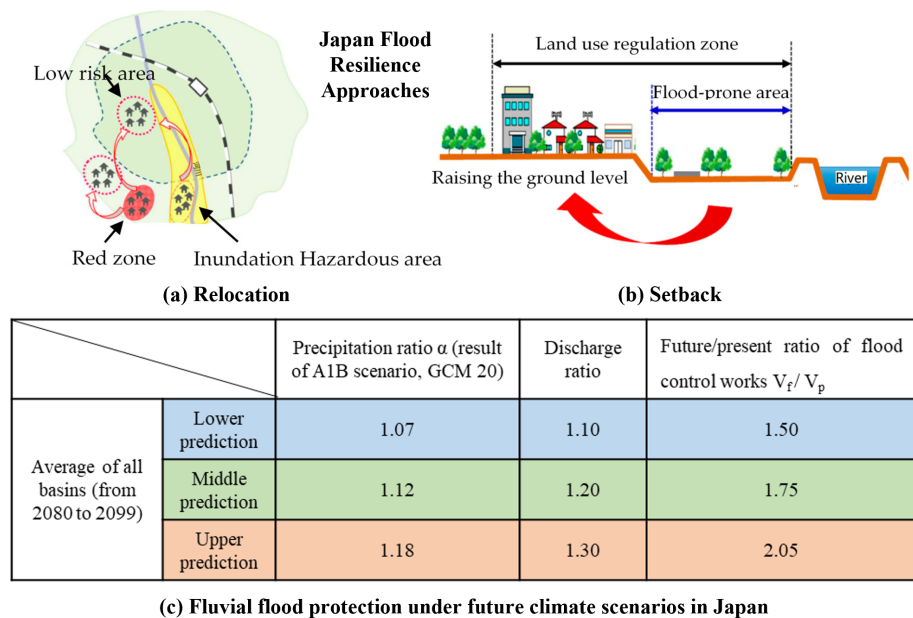 Japan Flood
Resilience
Approaches
Low risk area
Red zone
Inundation Hazardous area
(a) Relocation
Land use regulation zone
Flood-prone area
Raising the ground level
River
(b) Setback
Precipitation ratio α (result
of A1B scenario, GCM 20)
Discharge
ratio
Future/present ratio of flood
control works Vf / Vp
Average of all
basins (from
2080 to 2099)
Lower
prediction
1.07
1.10
1.50
Middle
prediction
1.12
1.20
1.75
Upper
prediction
1.18
1.30
2.05
(c) Fluvial flood protection under future climate scenarios in Japan